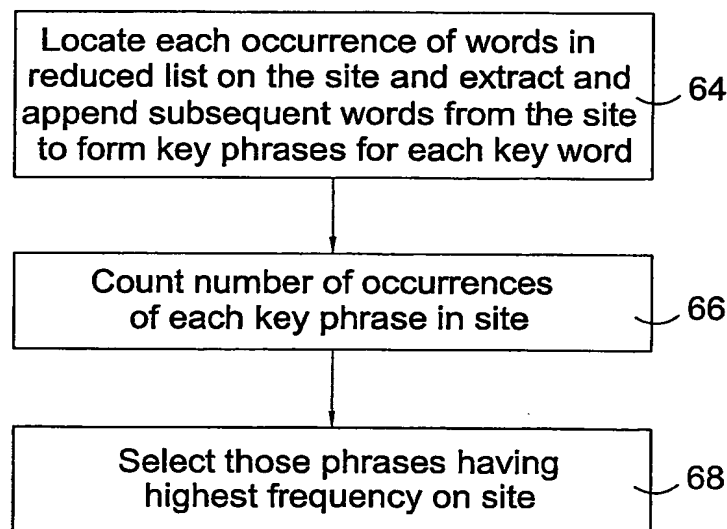 Locate each occurrence of words in
reduced list on the site and extract and
append subsequent words from the site
to form key phrases for each key word
64
Count number of occurrences
of each key phrase in site
66
Select those phrases having
highest frequency on site
68